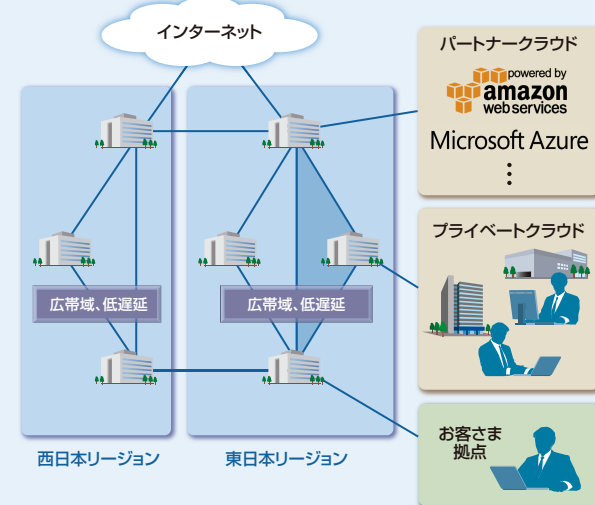 インターネット
パートナークラウド
powered by
amazon
webservices
Microsoft Azure
プライベートクラウド
広帯域、低遅延
広帯域、低遅延
お客さま
拠点
西日本リージョン
東日本リージョン